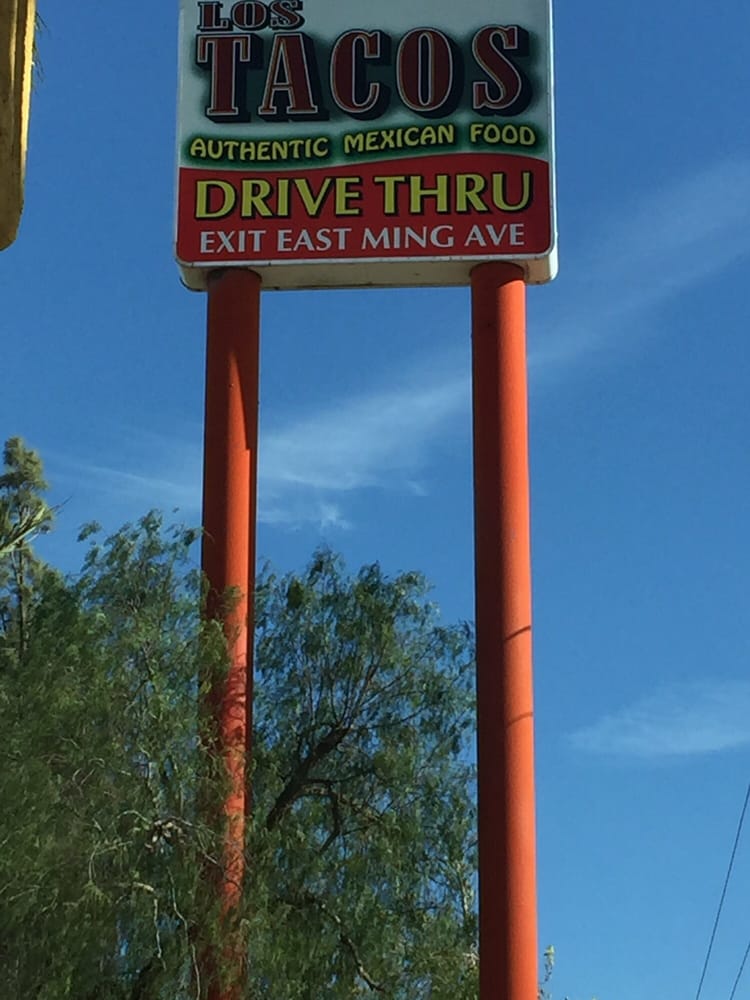 LOS
TACOS
AUTHENTIC MEXICAN FOOD
DRIVE THRU
EXIT EAST MING AVE